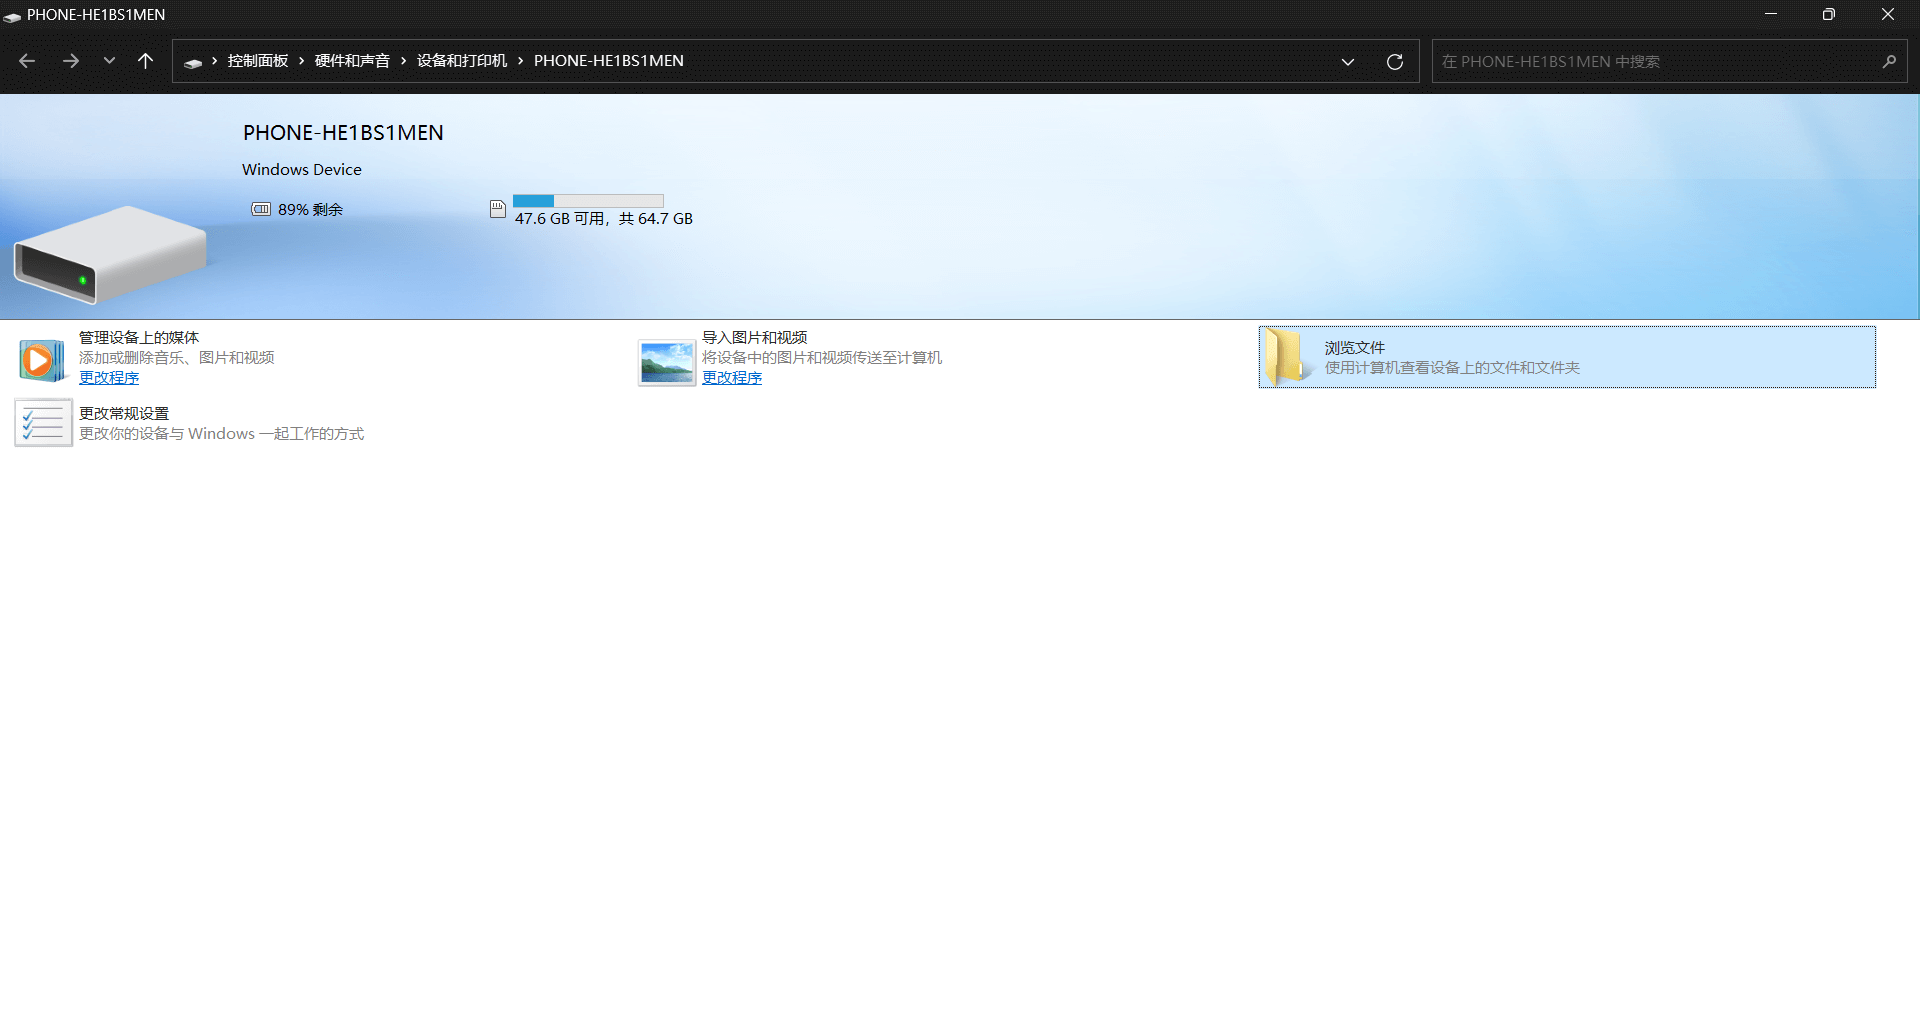 PHONE-HE1BS1MEN
控制面板 › 硬件和声音 › 设备和打印机 › PHONE-HE1BS1MEN
在 PHONE-HE1BS1MEN 中搜索
PHONE-HE1BS1MEN
Windows Device
89% 剩余
47.6 GB 可用，共 64.7 GB
管理设备上的媒体
添加或删除音乐、图片和视频
更改程序
导入图片和视频
将设备中的图片和视频传送至计算机
更改程序
浏览文件
使用计算机查看设备上的文件和文件夹
更改常规设置
更改你的设备与 Windows 一起工作的方式